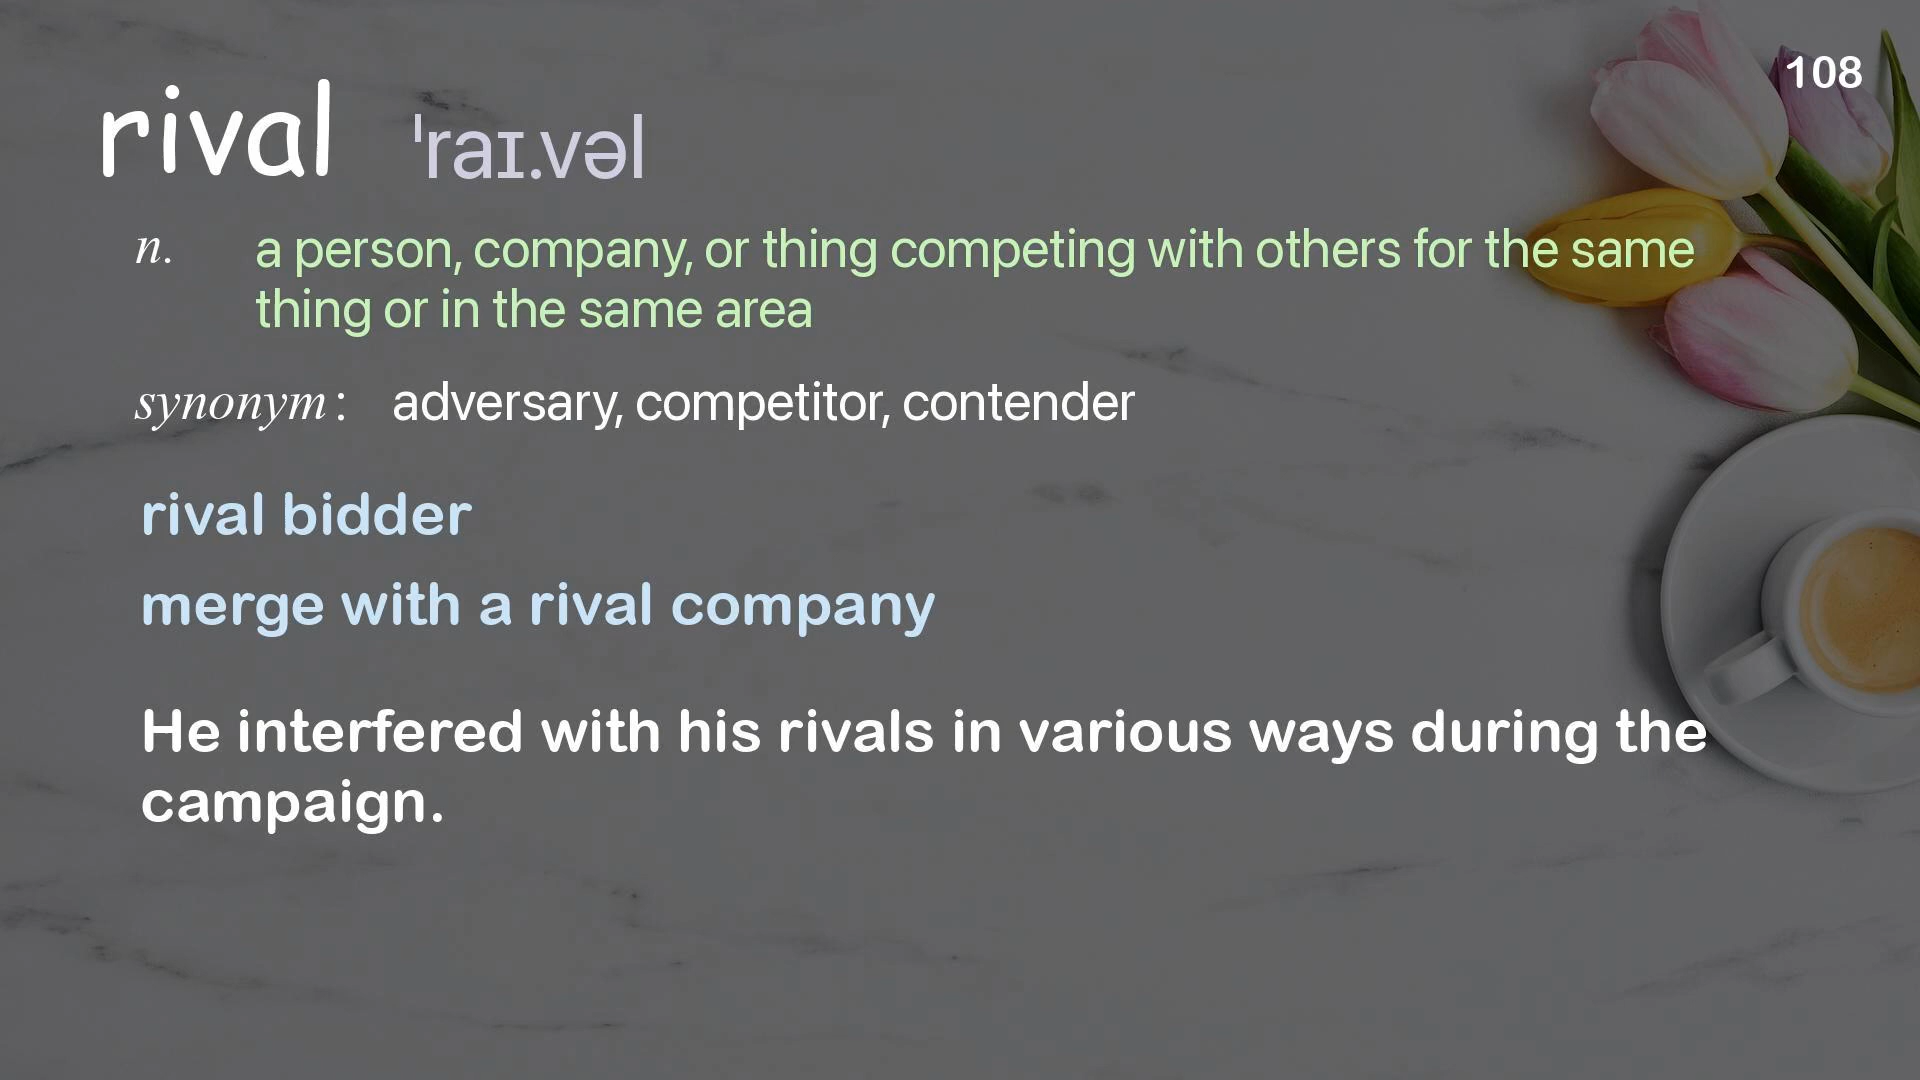 108
rival ˈraɪ.vəl
n. a person, company, or thing competing with others for the same
thing or in the same area
synonym : adversary, competitor, contender
rival bidder
merge with a rival company
He interfered with his rivals in various ways during the
campaign.